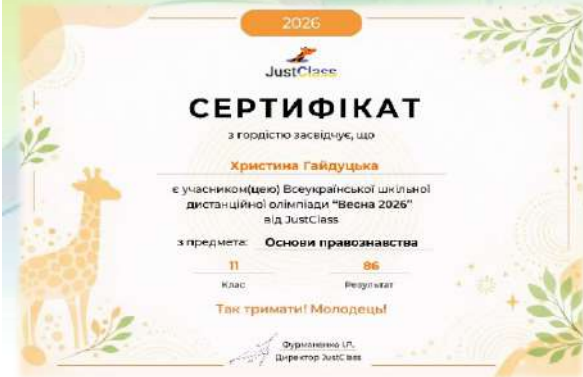 2026
JustClass
СЕРТИФІКАТ
з гордістю засвідчує, що
Христина Гайдуцька
є учасником(цею) Всеукраїнської шкільної
дистанційної олімпіади "Весна 2026"
від JustClass
з предмета: Основи правознавства
11 86
Клас Результат
Так тримати! Молодець!
Фурманенко І.П.
Директор JustClass